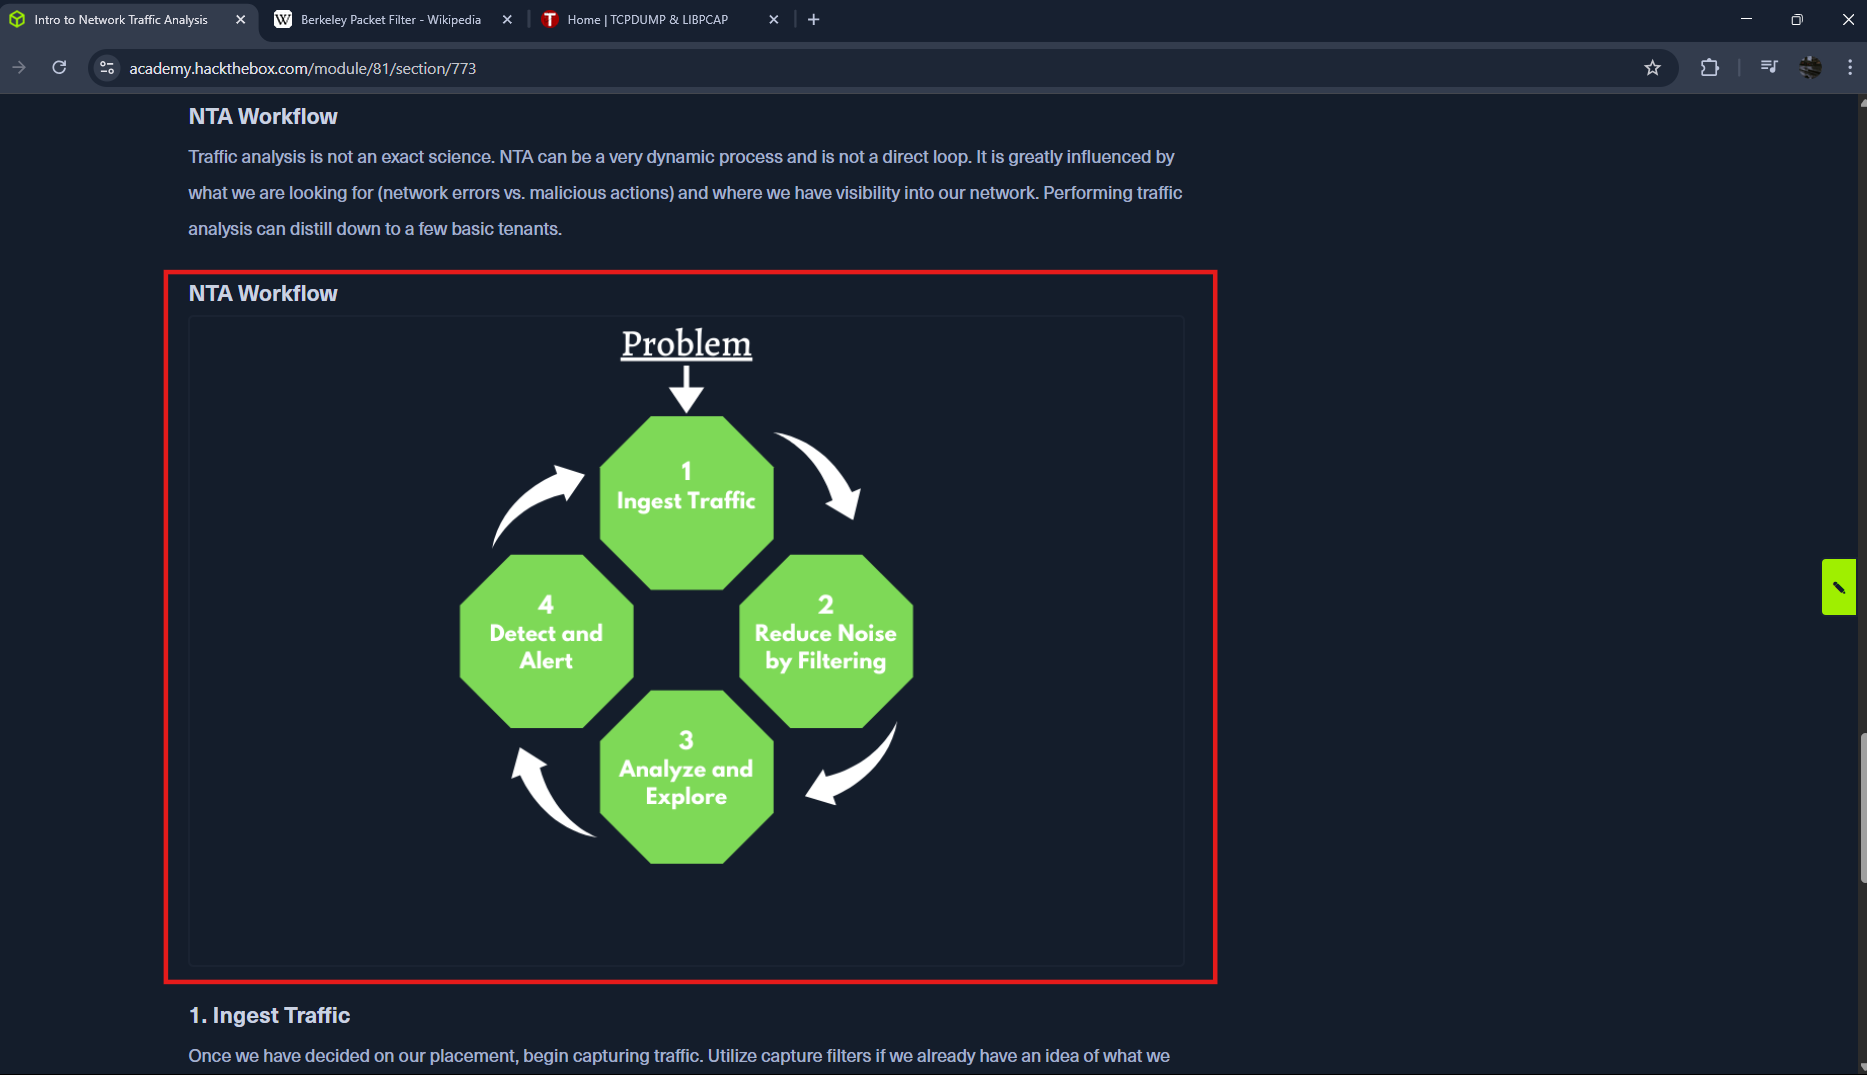 Intro to Network Traffic Analysis
Berkeley Packet Filter - Wikipedia
Home | TCPDUMP & LIBPCAP
academy.hackthebox.com/module/81/section/773
NTA Workflow
Traffic analysis is not an exact science. NTA can be a very dynamic process and is not a direct loop. It is greatly influenced by
what we are looking for (network errors vs. malicious actions) and where we have visibility into our network. Performing traffic
analysis can distill down to a few basic tenants.
NTA Workflow
Problem
1
Ingest Traffic
2
Reduce Noise
by Filtering
3
Analyze and
Explore
4
Detect and
Alert
1. Ingest Traffic
Once we have decided on our placement, begin capturing traffic. Utilize capture filters if we already have an idea of what we